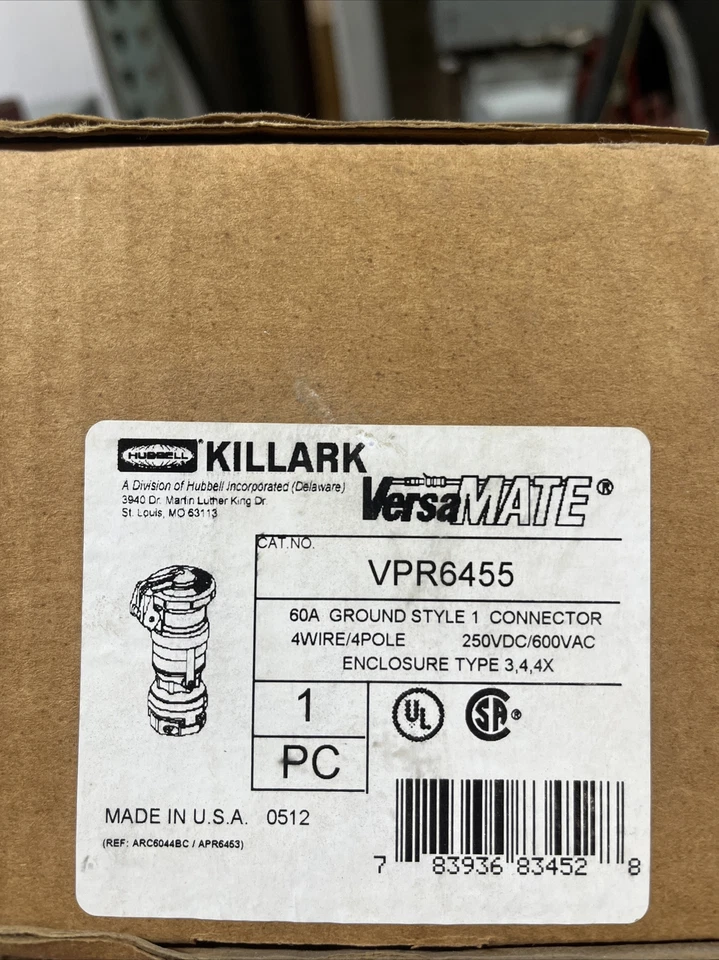 HUBBELL ® KILLARK
A Division of Hubbell Incorporated (Delaware)
3940 Dr. Martin Luther King Dr.
St. Louis, MO 63113
VersaMATE®
CAT.NO.
VPR6455
60A GROUND STYLE 1 CONNECTOR
4WIRE/4POLE 250VDC/600VAC
ENCLOSURE TYPE 3,4,4X
1
PC
UL
SA ®
MADE IN U.S.A. 0512
(REF: ARC6044BC / APR6453)
7 83936 83452 8